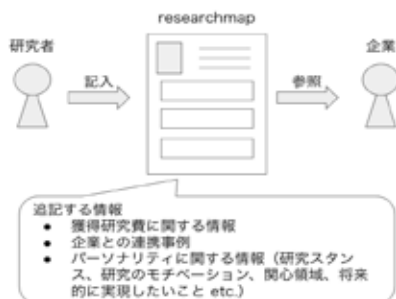 researchmap
研究者
企業
記入
参照
追記する情報
● 獲得研究費に関する情報
● 企業との連携事例
● パーソナリティに関する情報（研究スタン
ス、研究のモチベーション、関心領域、将来
的に実現したいこと etc.）